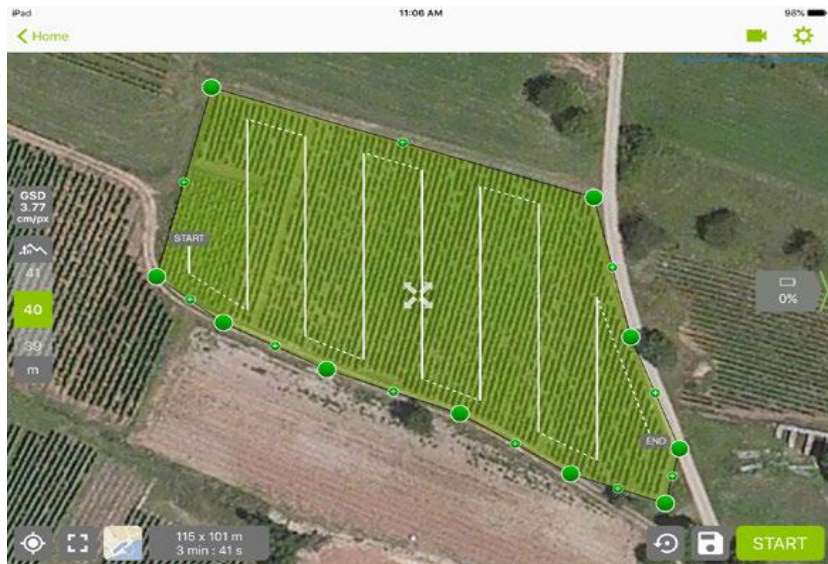 iPad
11:06 AM
98%
Home
GSD
3.77
cm/px
41
40
39
m
START
0%
END
115 x 101 m
3 min : 41 s
START